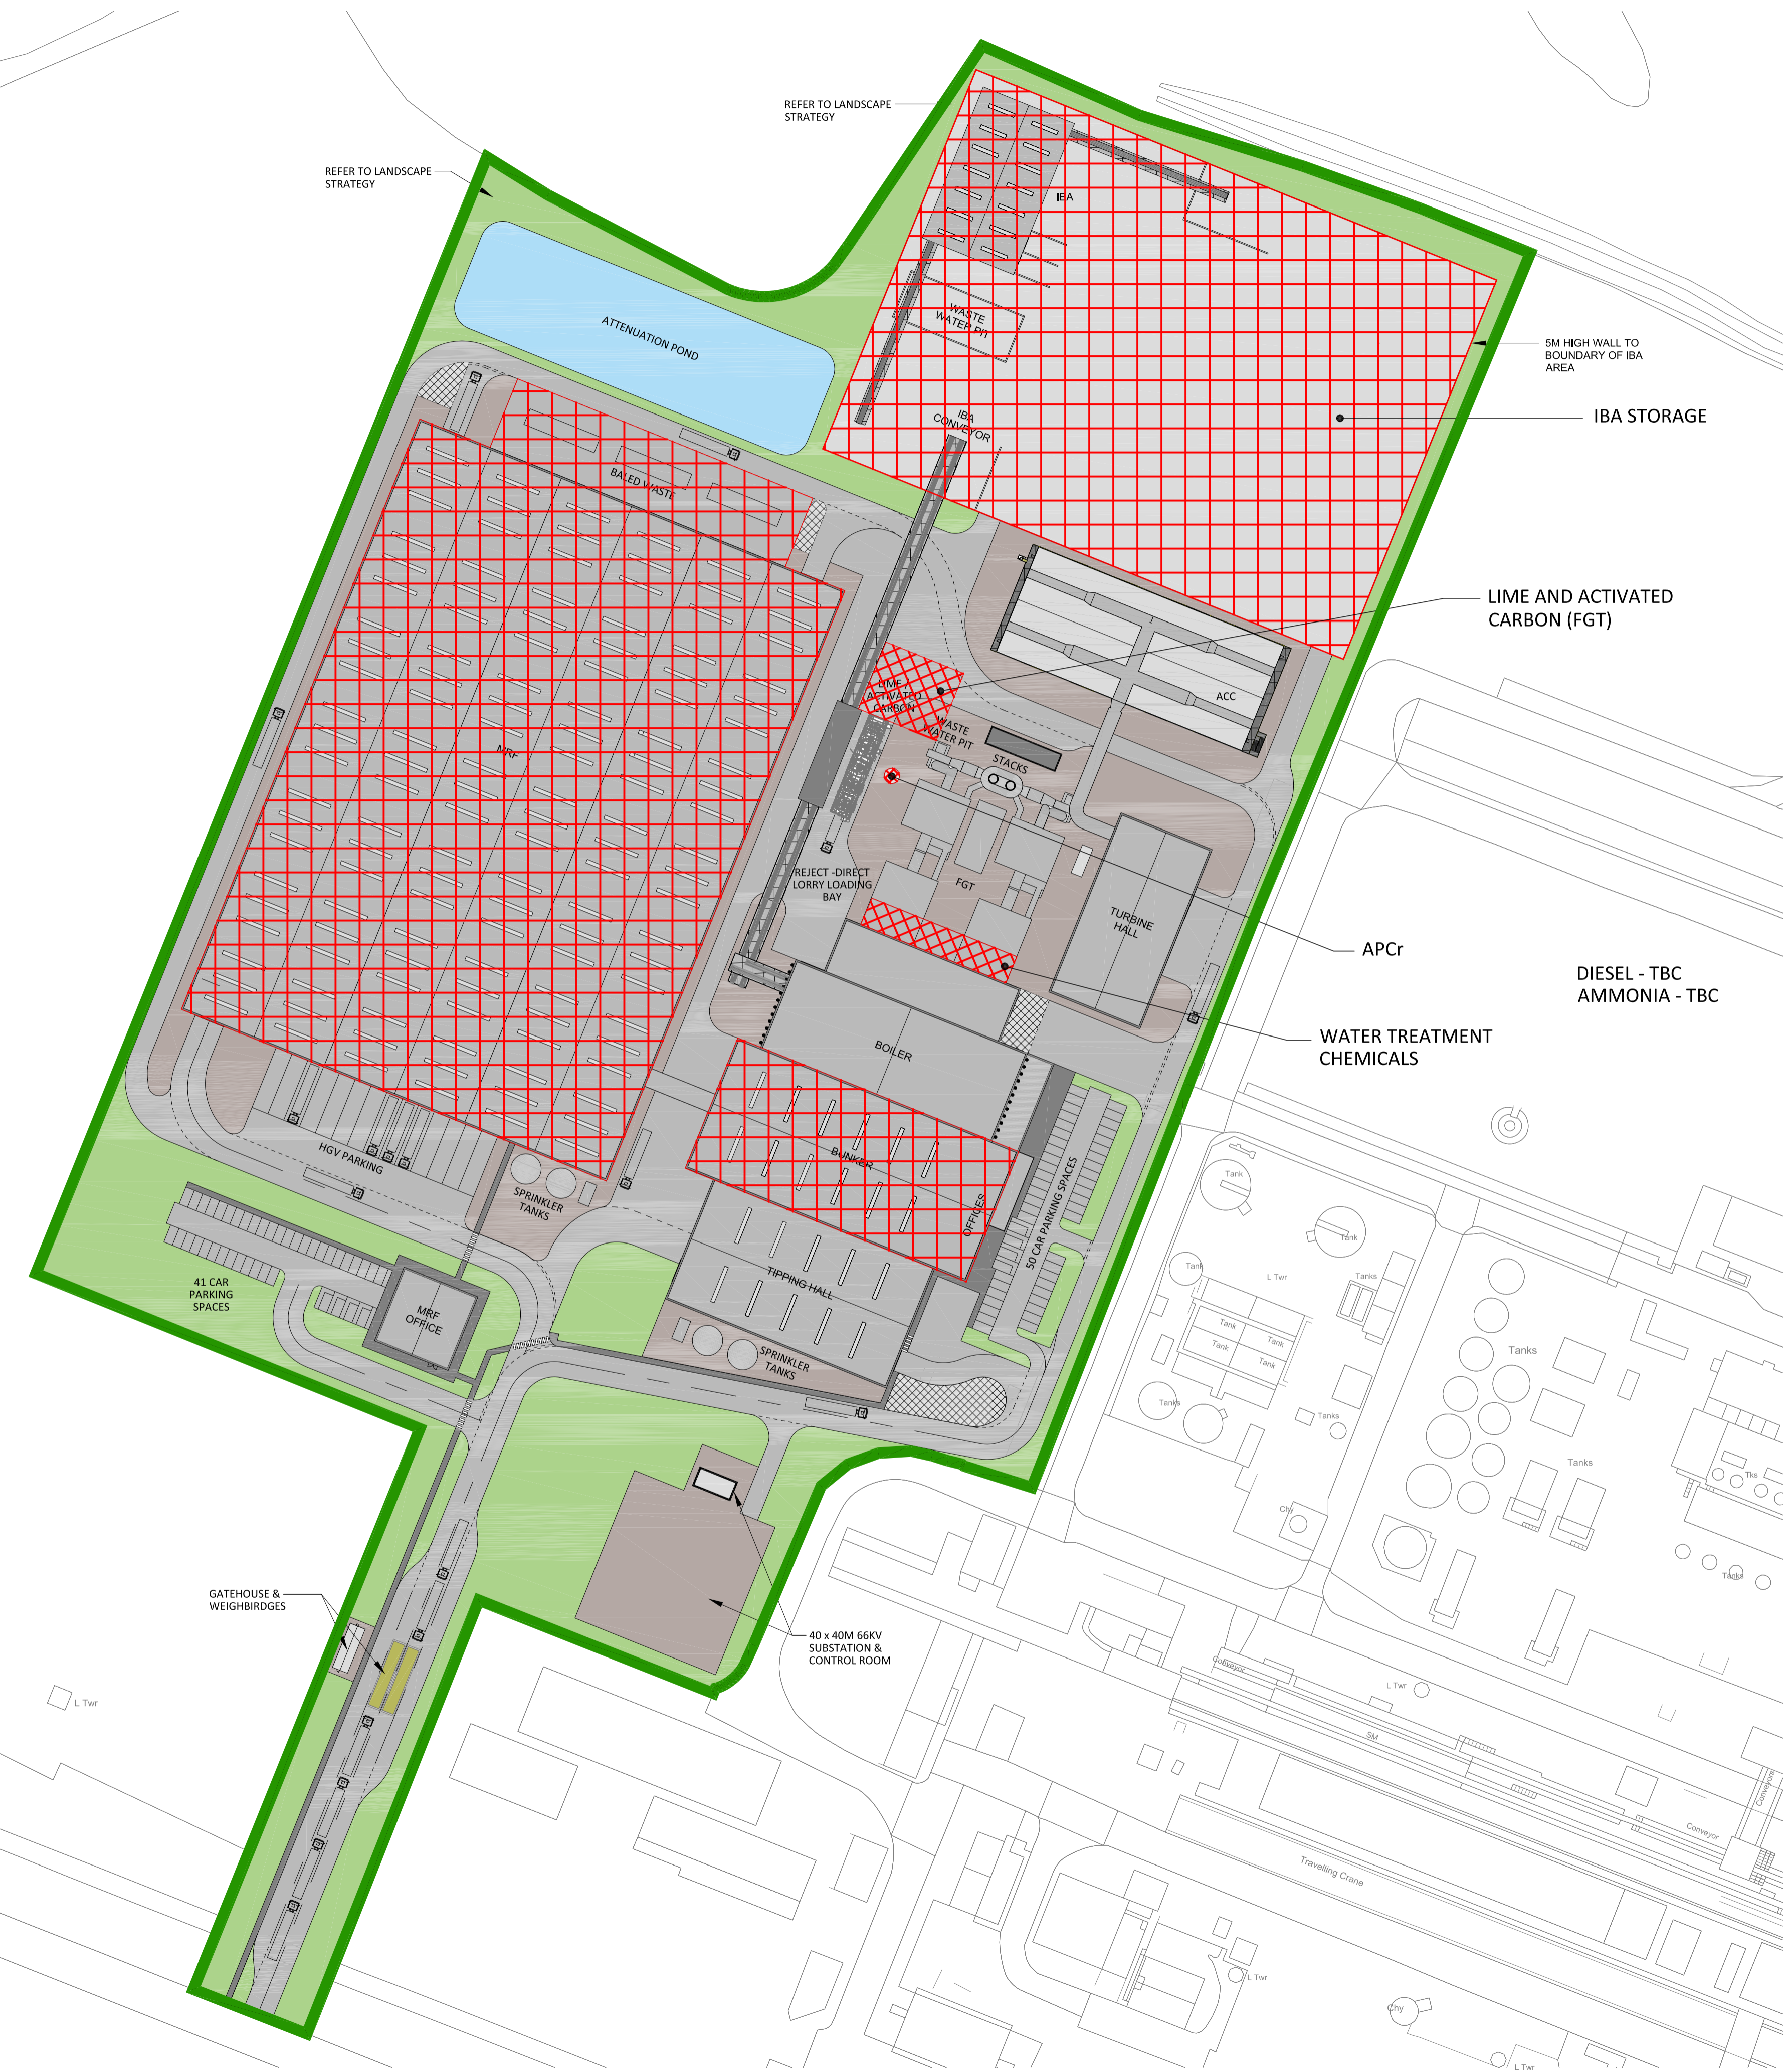 REFER TO LANDSCAPE
STRATEGY
REFER TO LANDSCAPE
STRATEGY
IBA
WASTE
WATER PIT
ATTENUATION POND
5M HIGH WALL TO
BOUNDARY OF IBA
AREA
IBA STORAGE
IBA
CONVEYOR
BALED WASTE
LIME AND ACTIVATED
CARBON (FGT)
LIME /
ACTIVATED
CARBON
ACC
WASTE
WATER PIT
STACKS
MRF
REJECT -DIRECT
LORRY LOADING
BAY
FGT
TURBINE
HALL
APCr
DIESEL - TBC
AMMONIA - TBC
WATER TREATMENT
CHEMICALS
BOILER
BUNKER
OFFICES
50 CAR PARKING SPACES
HGV PARKING
SPRINKLER
TANKS
TIPPING HALL
41 CAR
PARKING
SPACES
MRF
OFFICE
SPRINKLER
TANKS
Tank
Tank
Tank
L Twr
Tanks
Tank
Tank
Tank
Tank
Tanks
Tanks
Tanks
Tanks
Tks
Chy
Tanks
GATEHOUSE &
WEIGHBIRDGES
40 x 40M 66KV
SUBSTATION &
CONTROL ROOM
L Twr
Conveyor
L Twr
SM
Conveyors
Conveyor
Travelling Crane
L Twr
Chy
L Twr